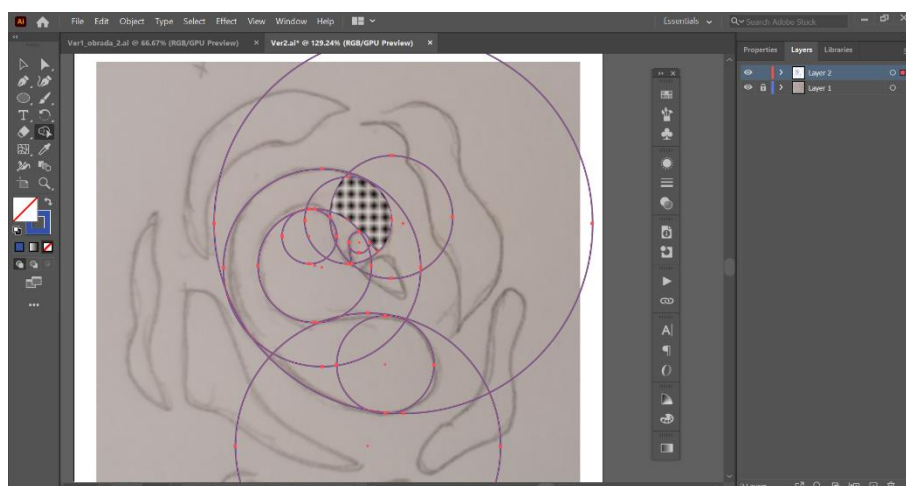 Ai File Edit Object Type Select Effect View Window Help Essentials Search Adobe Stock
Ver1_obrada_2.ai @ 66.67% (RGB/GPU Preview) × Ver2.ai* @ 129.24% (RGB/GPU Preview) ×
Properties Layers Libraries
Layer 2
Layer 1